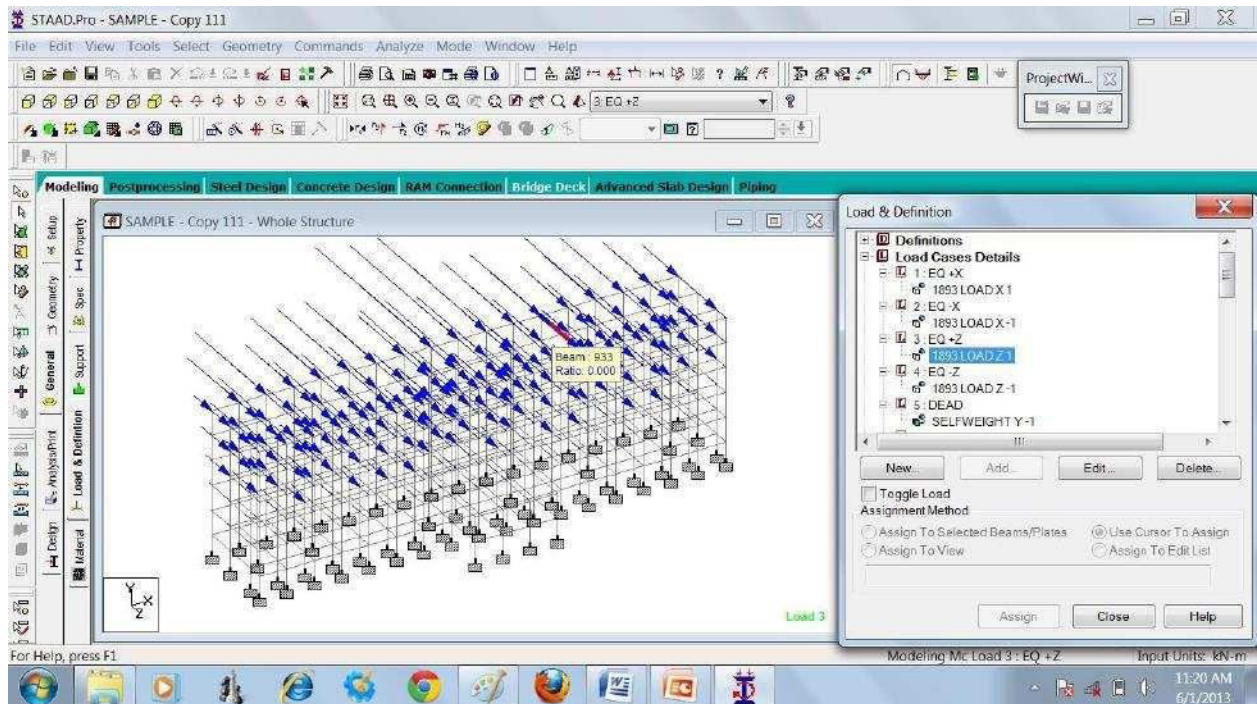 STAAD.Pro - SAMPLE - Copy 111
File Edit View Tools Select Geometry Commands Analyze Mode Window Help
ProjectWi...
3:EQ +Z
Modeling Postprocessing Steel Design Concrete Design RAM Connection Bridge Deck Advanced Slab Design Piping
Setup
Geometry
General
Analysis/Print
Design
Property
Spec
Support
Load & Definition
Material
SAMPLE - Copy 111 - Whole Structure
Beam : 933
Ratio: 0.000
Y
X
Z
Load 3
Load & Definition
Definitions
Load Cases Details
1 : EQ +X
1893 LOAD X 1
2 : EQ -X
1893 LOAD X -1
3 : EQ +Z
1893 LOAD Z 1
4 : EQ -Z
1893 LOAD Z -1
5 : DEAD
SELFWEIGHT Y -1
New... Add... Edit... Delete...
Toggle Load
Assignment Method
Assign To Selected Beams/Plates Use Cursor To Assign
Assign To View Assign To Edit List
Assign Close Help
For Help, press F1 Modeling Mc Load 3 : EQ +Z Input Units: kN-m
11:20 AM
6/1/2013